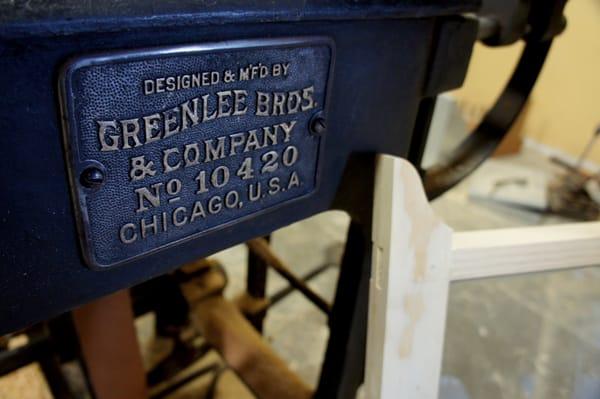 DESIGNED & M'F'D BY
GREENLEE BROS.
& COMPANY
No 10420
CHICAGO, U.S.A.